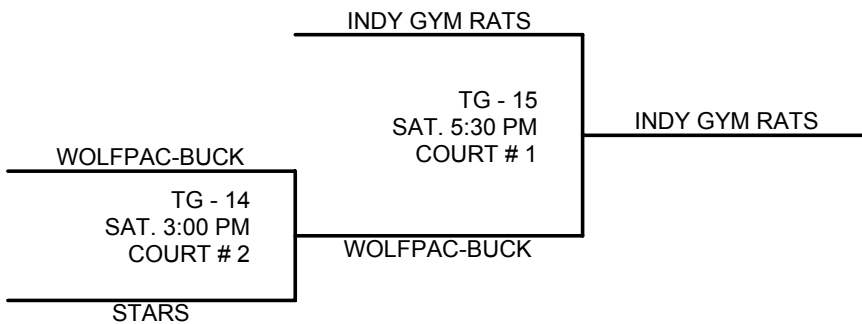 INDY GYM RATS
TG - 15
SAT. 5:30 PM
COURT # 1
INDY GYM RATS
WOLFPAC-BUCK
TG - 14
SAT. 3:00 PM
COURT # 2
WOLFPAC-BUCK
STARS